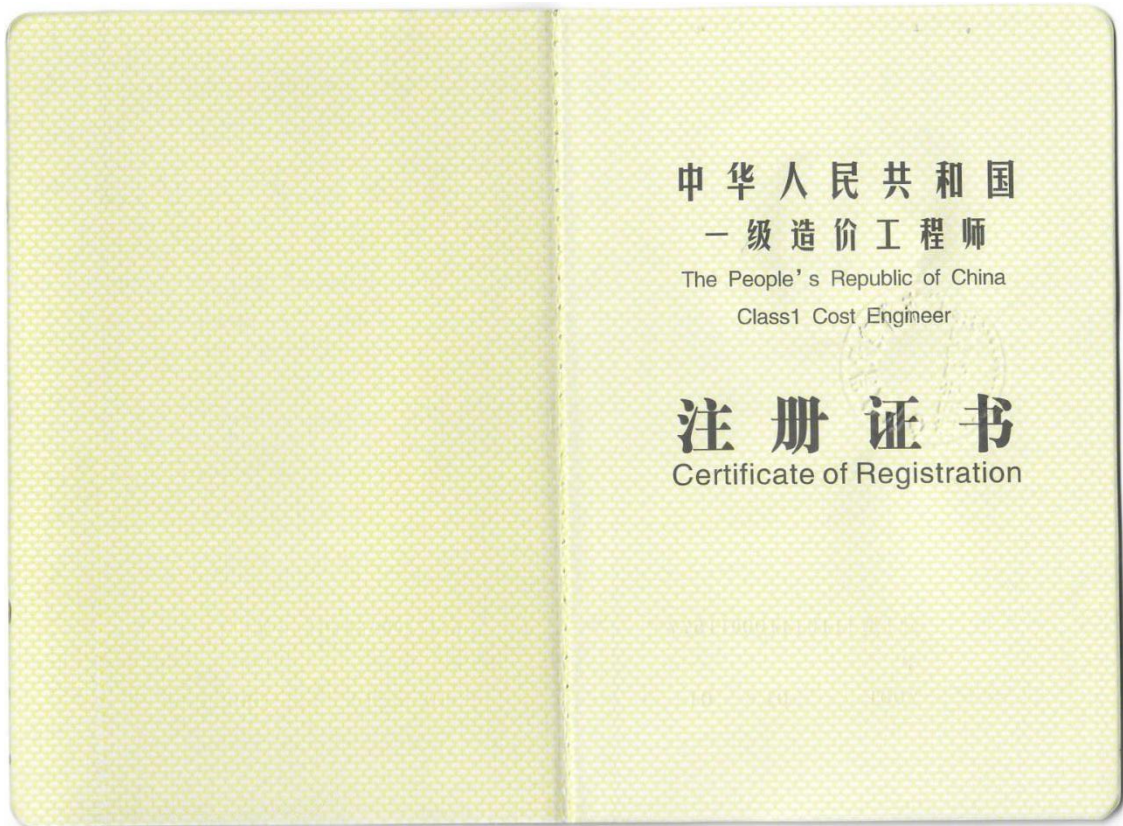 中华人民共和国
一级造价工程师
The People's Republic of China
Class1 Cost Engineer
注册证书
Certificate of Registration